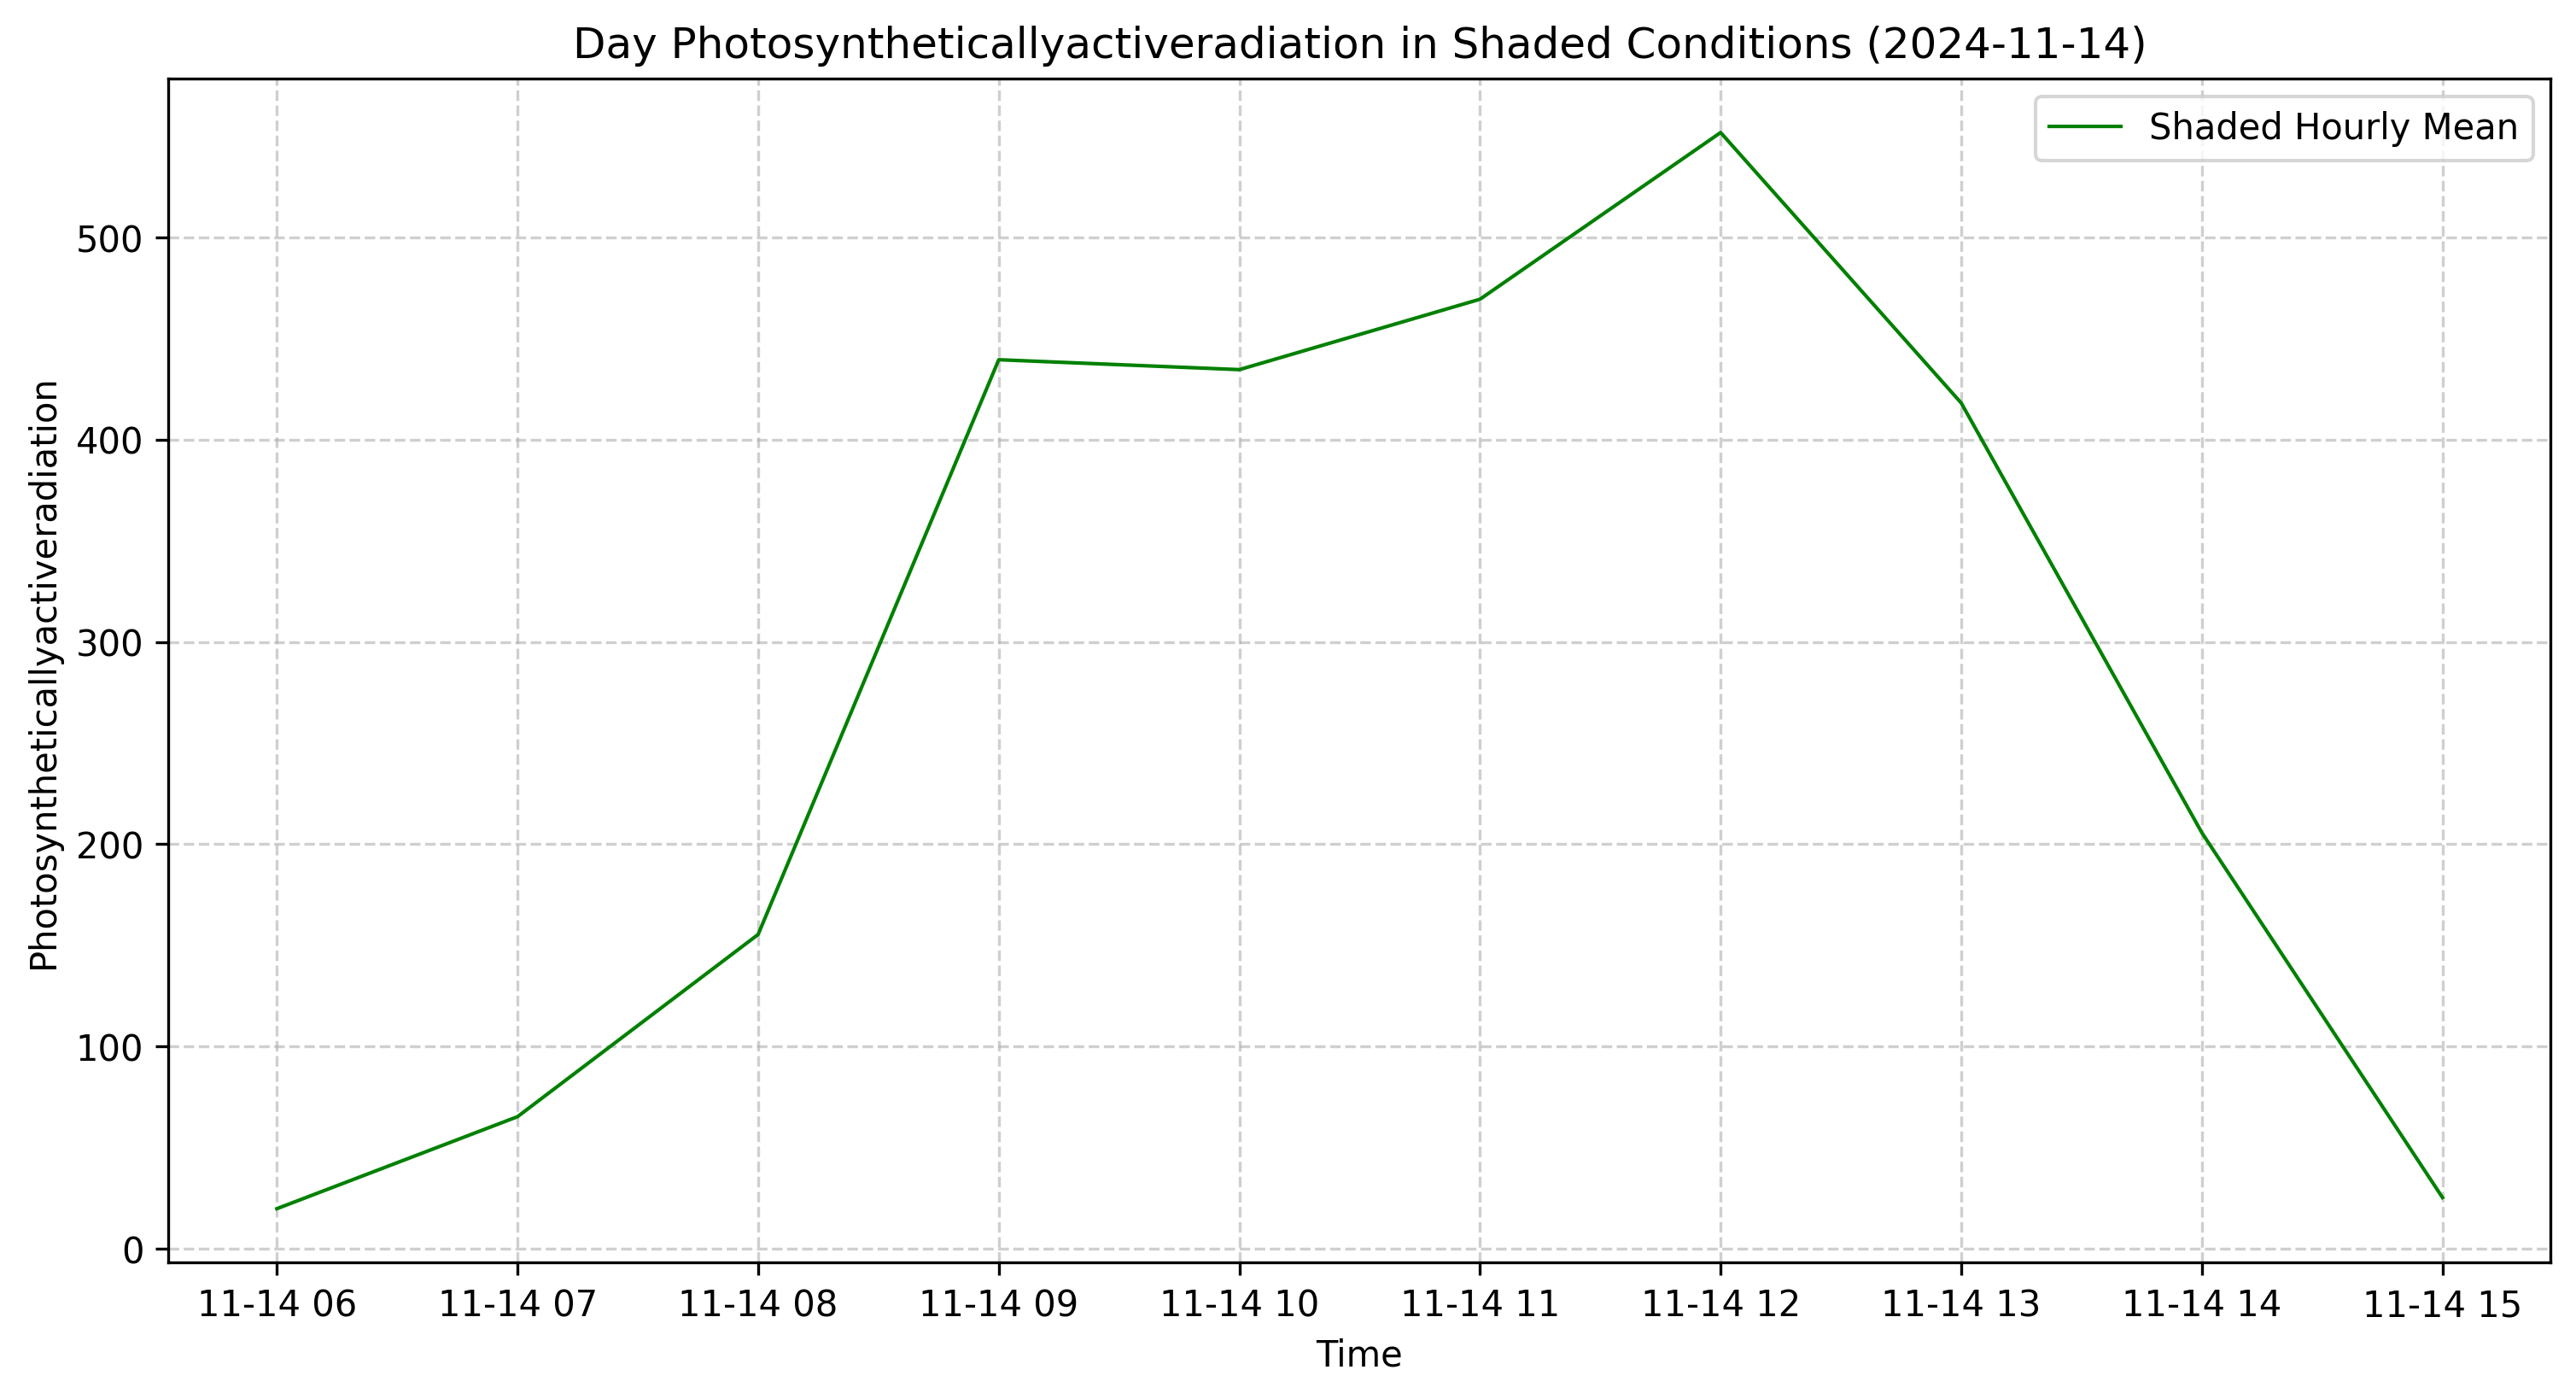 Day Photosyntheticallyactiveradiation in Shaded Conditions (2024-11-14)
Shaded Hourly Mean
Photosyntheticallyactiveradiation
500
400
300
200
100
0
11-14 06 11-14 07 11-14 08 11-14 09 11-14 10 11-14 11 11-14 12 11-14 13 11-14 14 11-14 15
Time